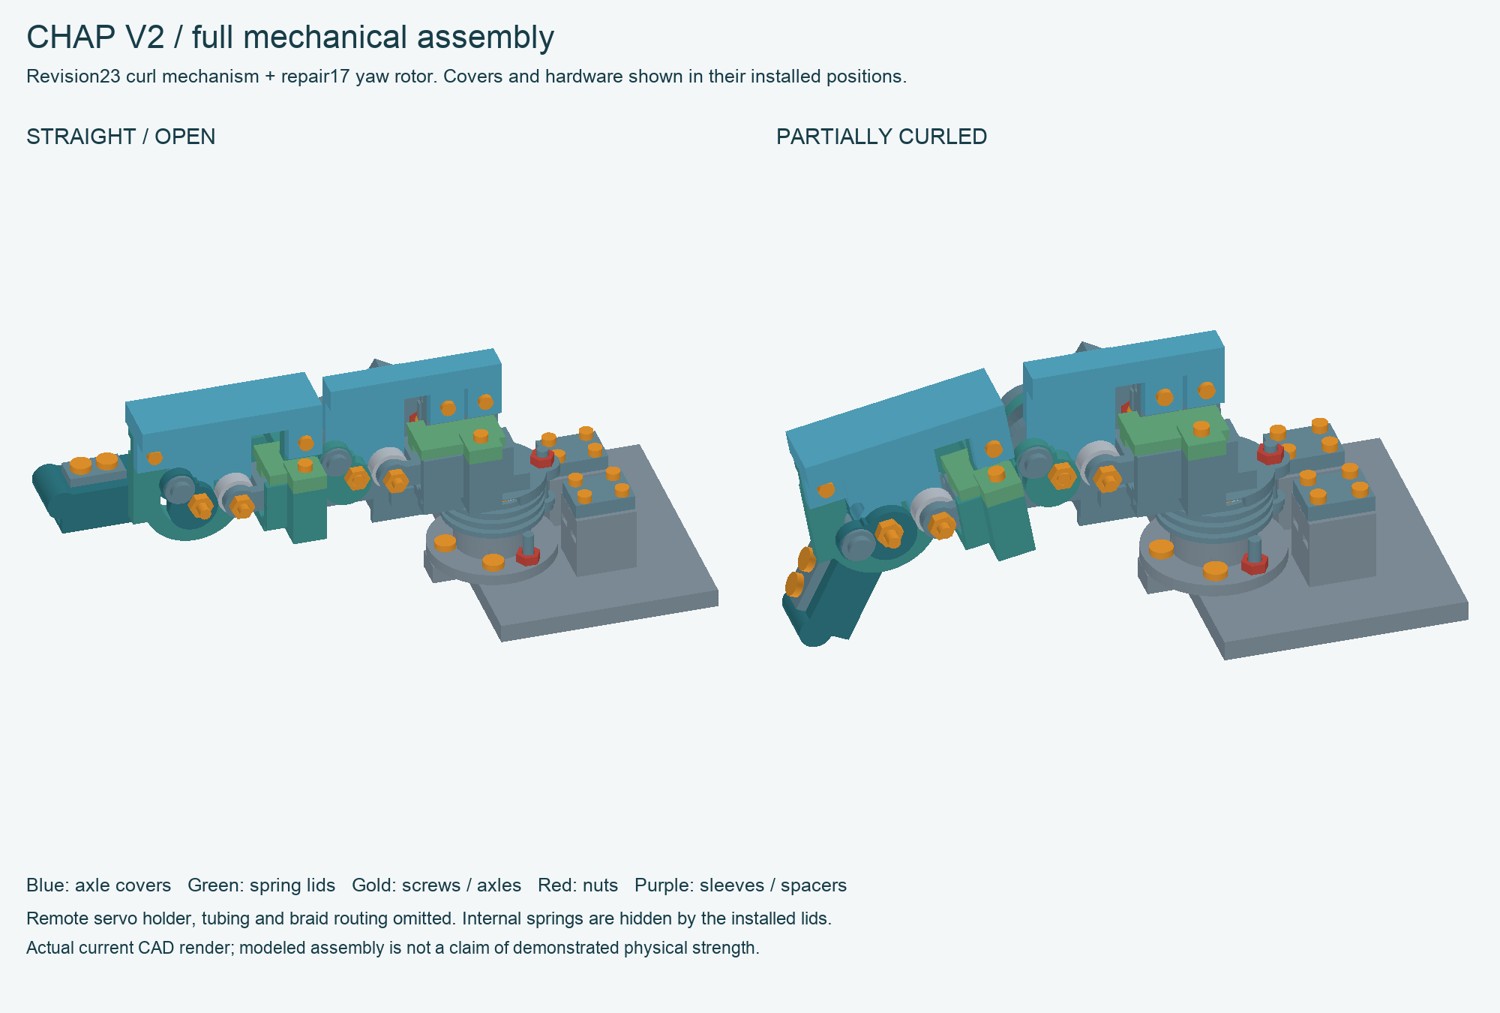 CHAP V2 / full mechanical assembly
Revision23 curl mechanism + repair17 yaw rotor. Covers and hardware shown in their installed positions.
STRAIGHT / OPEN
PARTIALLY CURLED
Blue: axle covers   Green: spring lids   Gold: screws / axles   Red: nuts   Purple: sleeves / spacers
Remote servo holder, tubing and braid routing omitted. Internal springs are hidden by the installed lids.
Actual current CAD render; modeled assembly is not a claim of demonstrated physical strength.